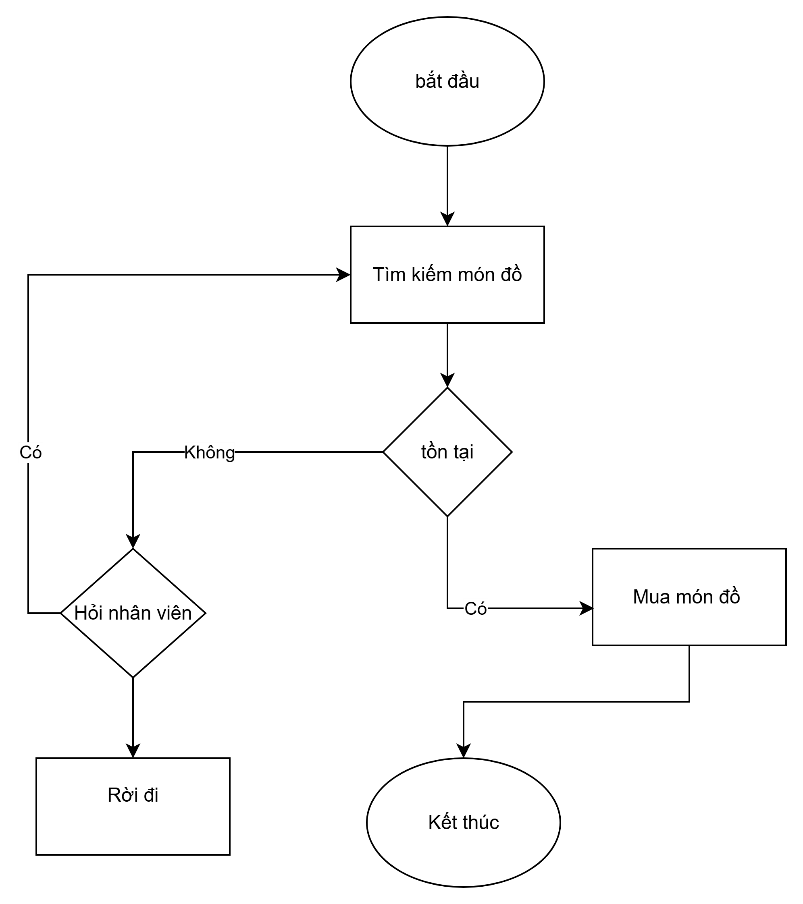 bắt đầu
Tìm kiếm món đồ
tồn tại
Không
Có
Hỏi nhân viên
Có
Mua món đồ
Rời đi
Kết thúc